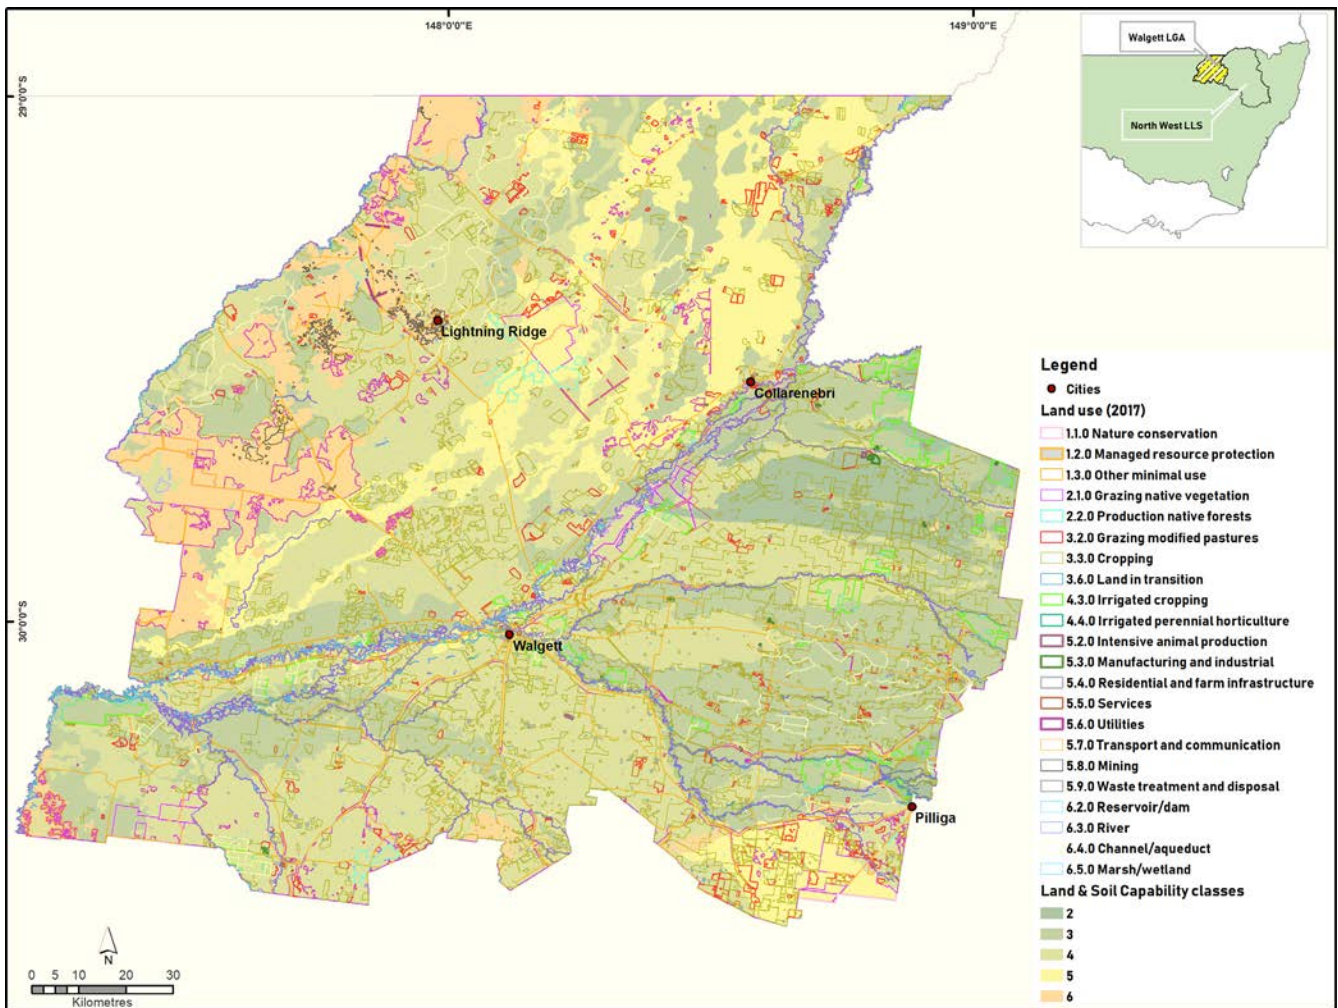 148°0'0"E
149°0'0"E
29°0'0"S
30°0'0"S
Walgett LGA
North West LLS
Lightning Ridge
Collarenebri
Walgett
Pilliga
Legend
Cities
Land use (2017)
1.1.0 Nature conservation
1.2.0 Managed resource protection
1.3.0 Other minimal use
2.1.0 Grazing native vegetation
2.2.0 Production native forests
3.2.0 Grazing modified pastures
3.3.0 Cropping
3.6.0 Land in transition
4.3.0 Irrigated cropping
4.4.0 Irrigated perennial horticulture
5.2.0 Intensive animal production
5.3.0 Manufacturing and industrial
5.4.0 Residential and farm infrastructure
5.5.0 Services
5.6.0 Utilities
5.7.0 Transport and communication
5.8.0 Mining
5.9.0 Waste treatment and disposal
6.2.0 Reservoir/dam
6.3.0 River
6.4.0 Channel/aqueduct
6.5.0 Marsh/wetland
Land & Soil Capability classes
2
3
4
5
6
N
0 5 10 20 30
Kilometres